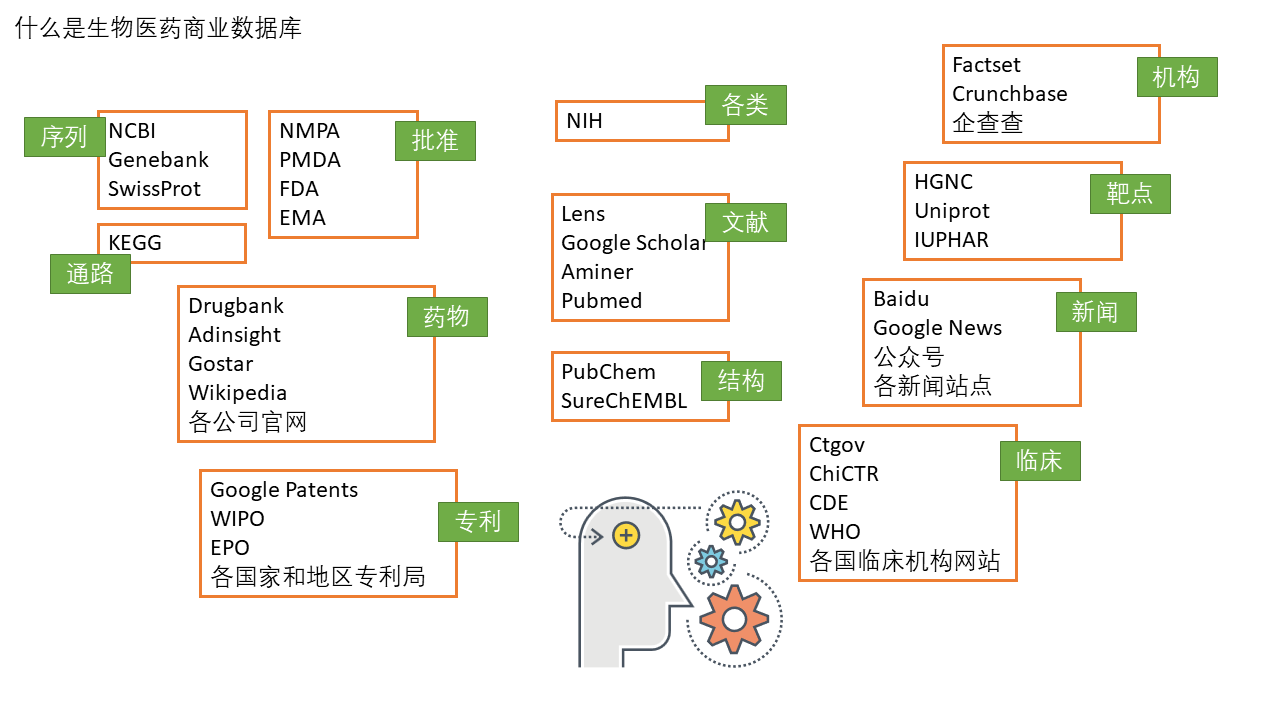 什么是生物医药商业数据库
序列
NCBI
Genebank
SwissProt
KEGG
通路
NMPA
PMDA
FDA
EMA
批准
Drugbank
Adinsight
Gostar
Wikipedia
各公司官网
药物
Google Patents
WIPO
EPO
各国家和地区专利局
专利
NIH
各类
Lens
Google Scholar
Aminer
Pubmed
文献
PubChem
SureChEMBL
结构
Factset
Crunchbase
企查查
机构
HGNC
Uniprot
IUPHAR
靶点
Baidu
Google News
公众号
各新闻站点
新闻
Ctgov
ChiCTR
CDE
WHO
各国临床机构网站
临床